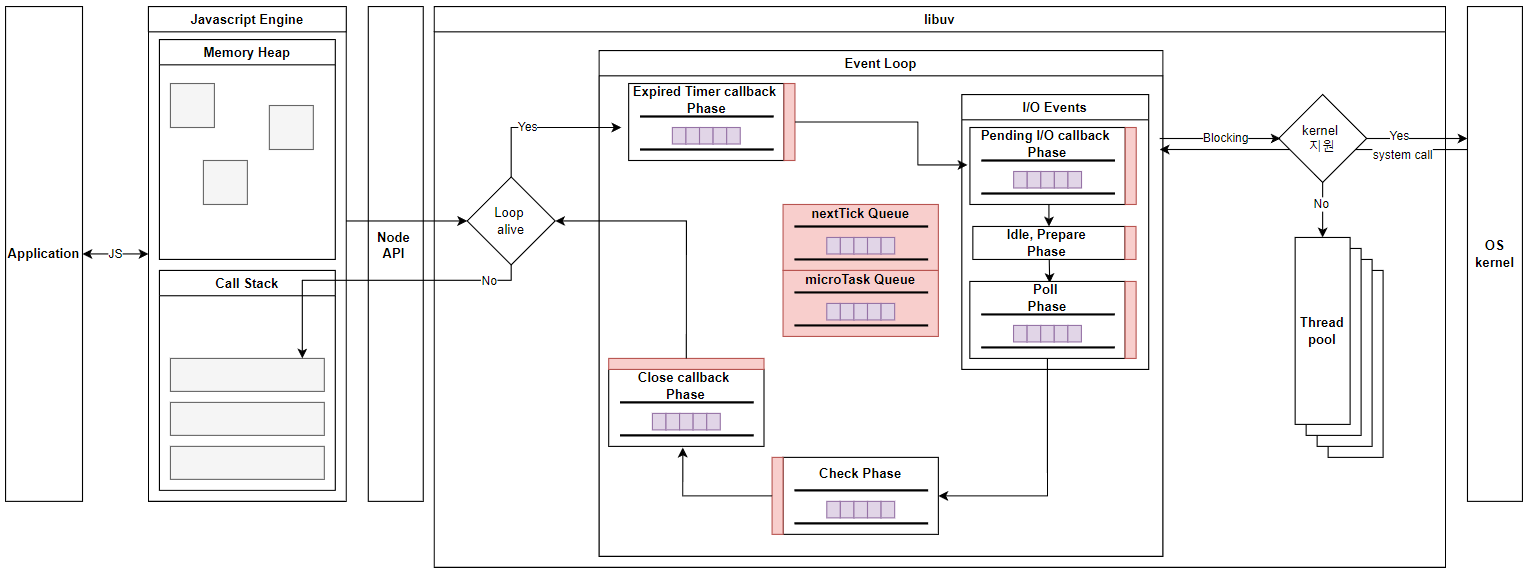 Application
JS
Javascript Engine
Memory Heap
Call Stack
Node
API
libuv
Loop
alive
Yes
No
Event Loop
Expired Timer callback
Phase
I/O Events
Pending I/O callback
Phase
Idle, Prepare
Phase
Poll
Phase
nextTick Queue
microTask Queue
Close callback
Phase
Check Phase
Blocking
kernel
지원
Yes
system call
No
Thread
pool
OS
kernel